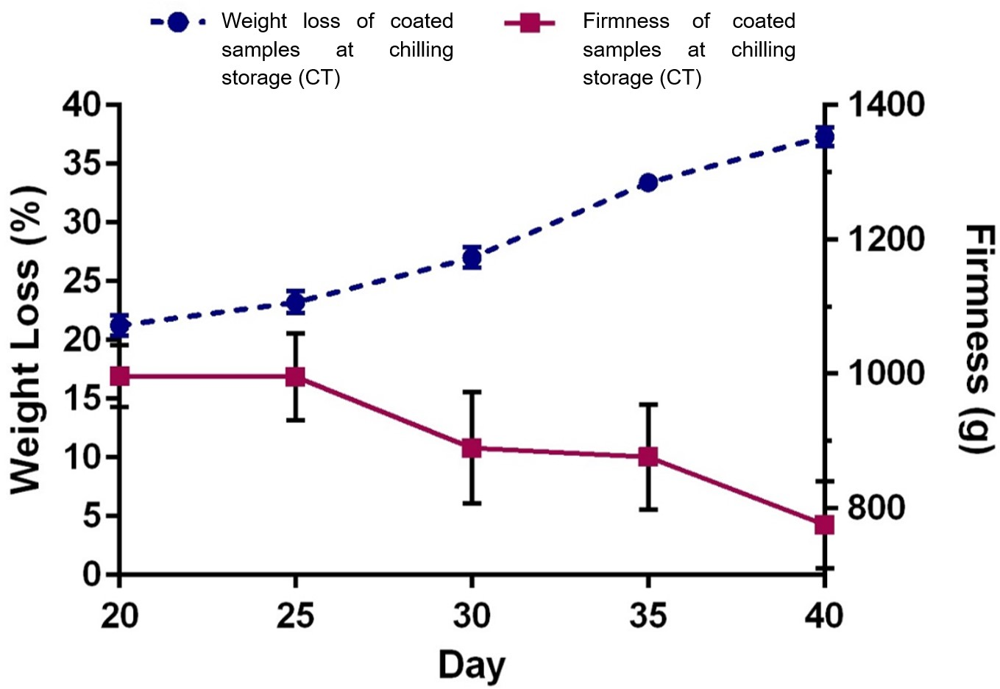 Weight loss of coated
samples at chilling
storage (CT)
Firmness of coated
samples at chilling
storage (CT)
40
35
30
25
20
15
10
5
0
Weight Loss (%)
1400
1200
1000
800
Firmness (g)
20 25 30 35 40
Day